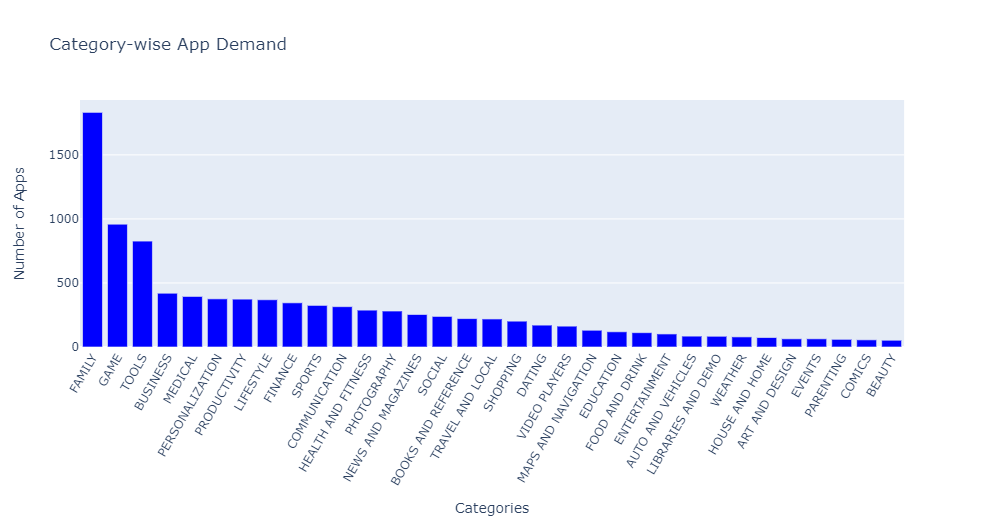 Category-wise App Demand
Number of Apps
1500
1000
500
0
FAMILY
GAME
TOOLS
BUSINESS
MEDICAL
PERSONALIZATION
PRODUCTIVITY
LIFESTYLE
FINANCE
SPORTS
COMMUNICATION
HEALTH AND FITNESS
PHOTOGRAPHY
NEWS AND MAGAZINES
SOCIAL
BOOKS AND REFERENCE
TRAVEL AND LOCAL
SHOPPING
DATING
VIDEO PLAYERS
MAPS AND NAVIGATION
EDUCATION
FOOD AND DRINK
ENTERTAINMENT
AUTO AND VEHICLES
LIBRARIES AND DEMO
WEATHER
HOUSE AND HOME
ART AND DESIGN
EVENTS
PARENTING
COMICS
BEAUTY
Categories